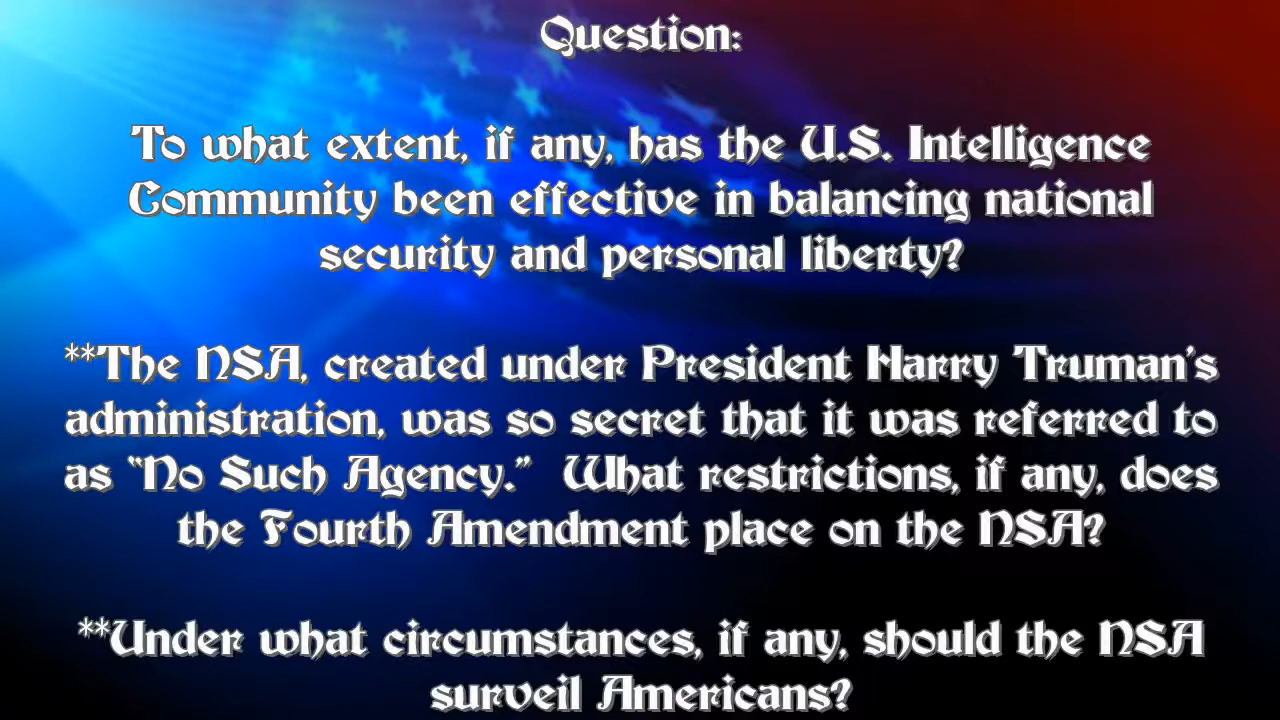 Question:
To what extent, if any, has the U.S. Intelligence
Community been effective in balancing national
security and personal liberty?
**The NSA, created under President Harry Truman's
administration, was so secret that it was referred to
as “No Such Agency.”  What restrictions, if any, does
the Fourth Amendment place on the NSA?
**Under what circumstances, if any, should the NSA
surveil Americans?